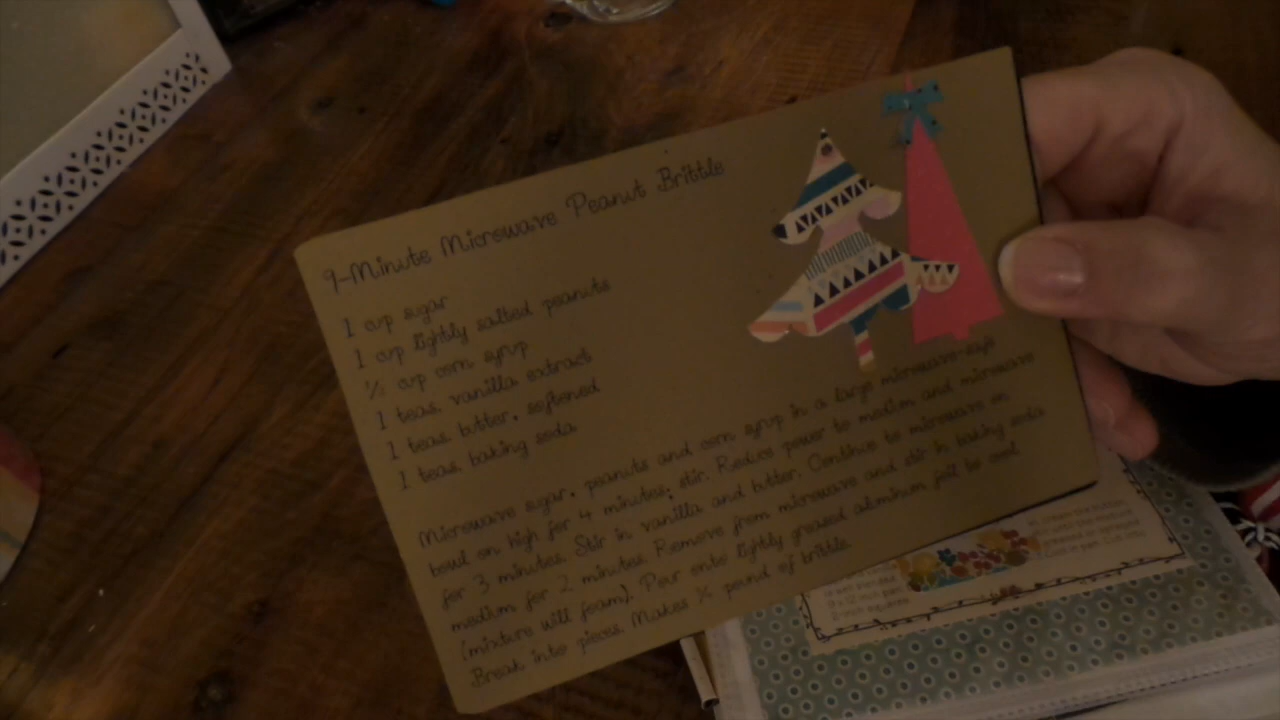 9-Minute Microwave Peanut Brittle
1 cup sugar
1 cup lightly salted peanuts
½ cup corn syrup
1 teas. vanilla extract
1 teas. butter, softened
1 teas. baking soda
Microwave sugar, peanuts and corn syrup in a large microwave-safe
bowl on high for 4 minutes; stir. Reduce power to medium and microwave
for 3 minutes. Stir in vanilla and butter. Continue to microwave on
medium for 2 minutes. Remove from microwave and stir in baking soda
(mixture will foam). Pour onto lightly greased aluminum foil to cool.
Break into pieces. Makes pound of brittle.